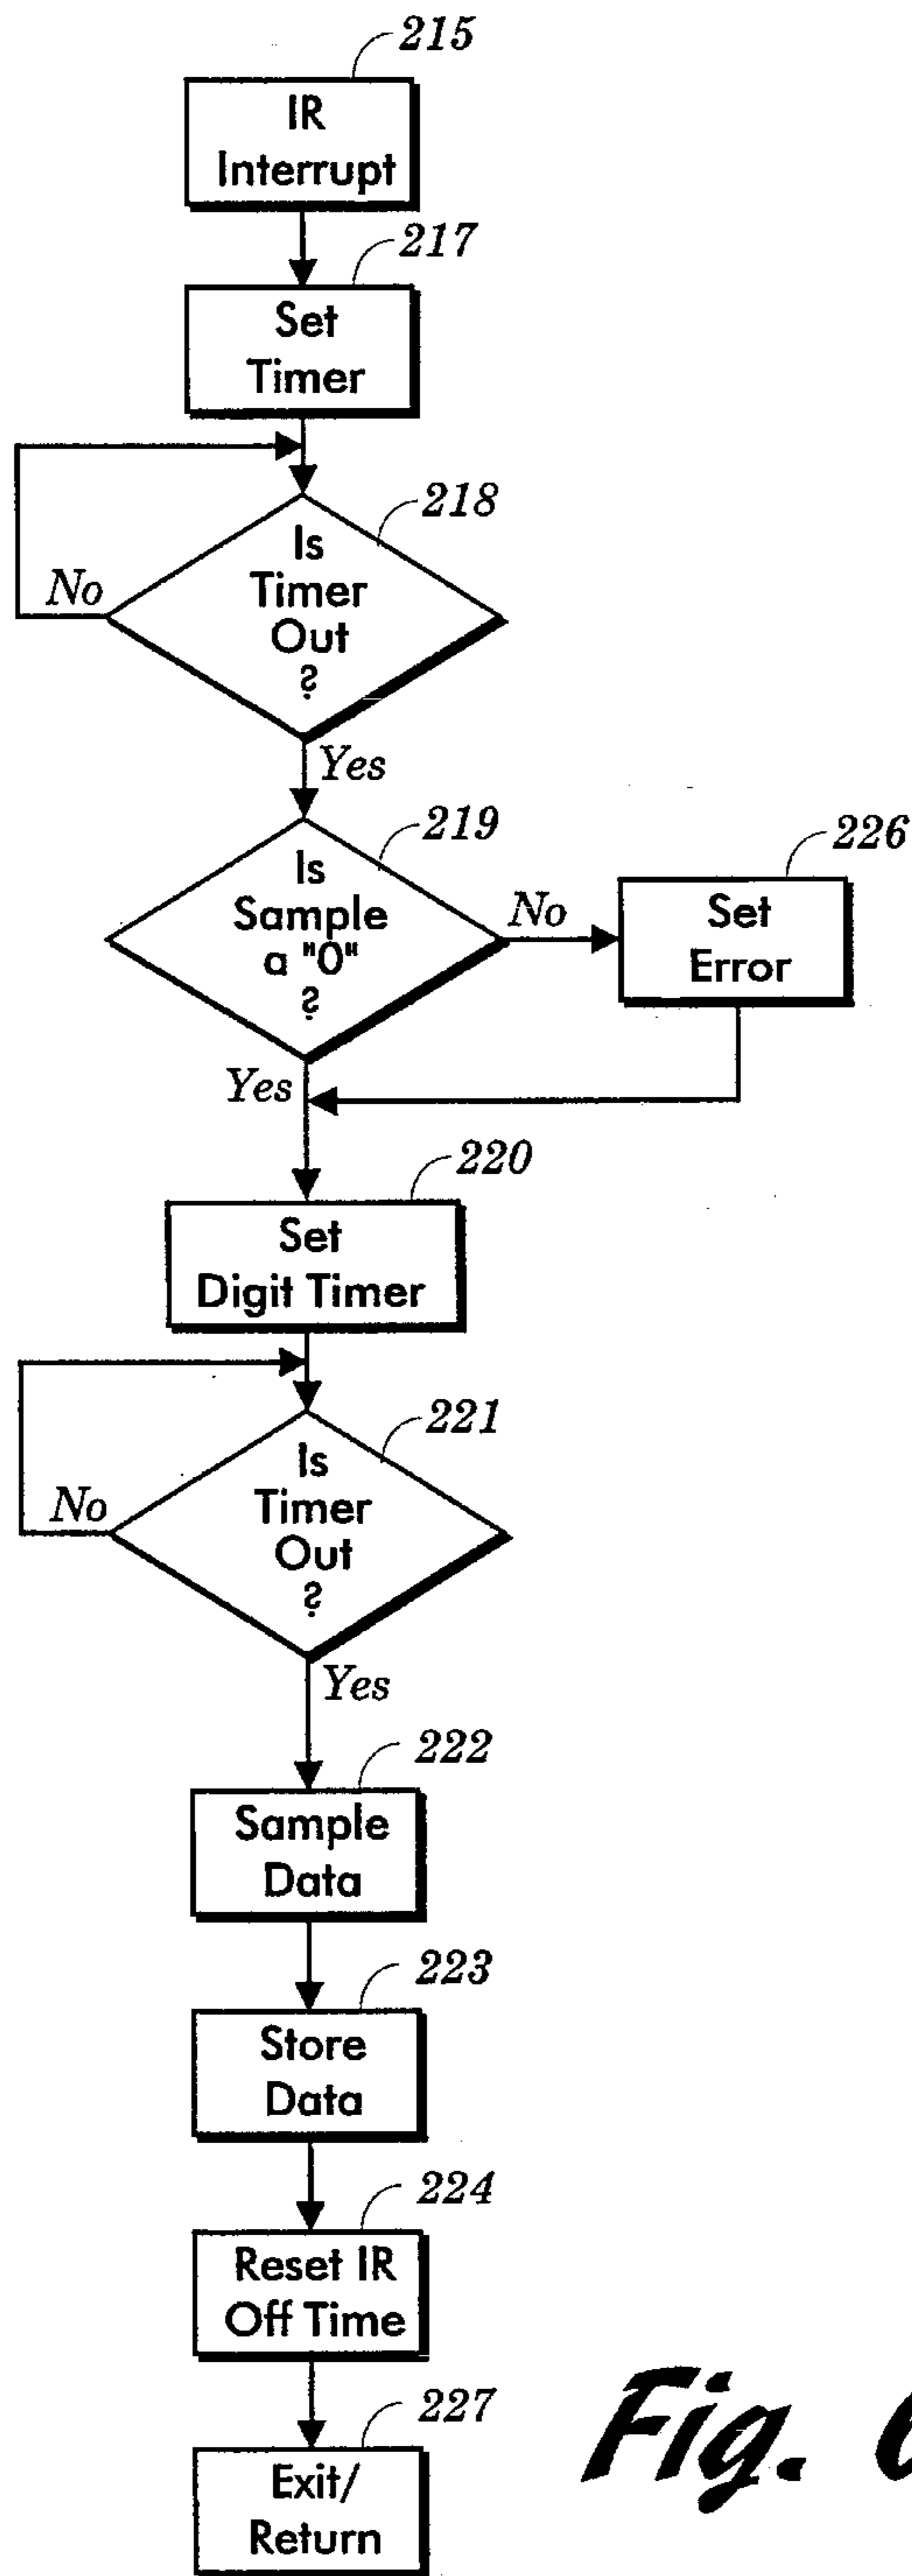 215
IR
Interrupt
217
Set
Timer
218
Is
Timer
Out
?
No
Yes
219
Is
Sample
a "0"
?
No
226
Set
Error
Yes
220
Set
Digit Timer
221
Is
Timer
Out
?
No
Yes
222
Sample
Data
223
Store
Data
224
Reset IR
Off Time
227
Exit/
Return
Fig.